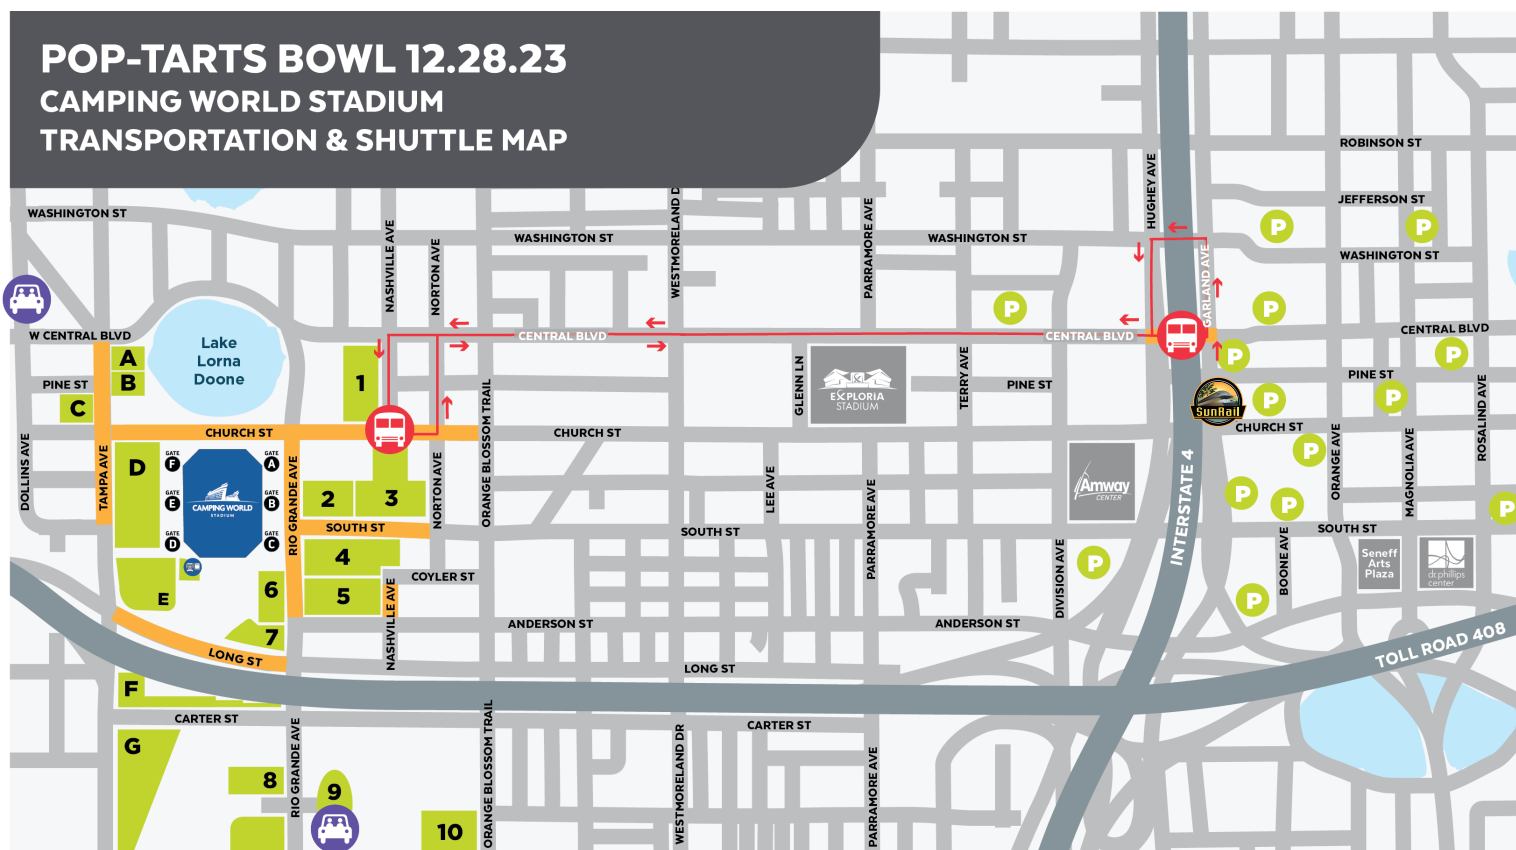 POP-TARTS BOWL 12.28.23
CAMPING WORLD STADIUM
TRANSPORTATION & SHUTTLE MAP
ROBINSON ST
HUGHEY AVE
JEFFERSON ST
WASHINGTON ST
WASHINGTON ST
WASHINGTON ST
WASHINGTON ST
NASHVILLE AVE
NORTON AVE
WESTMORELAND D
PARRAMORE AVE
GARLAND AVE
P
P
P
P
W CENTRAL BLVD
CENTRAL BLVD
CENTRAL BLVD
CENTRAL BLVD
Lake
Lorna
Doone
A
B
C
PINE ST
1
P
P
PINE ST
PINE ST
GLENN LN
EXPLORIA
STADIUM
TERRY AVE
SunRail
P
P
ROSALIND AVE
ORANGE BLOSSOM TRAIL
CHURCH ST
CHURCH ST
CHURCH ST
DOLLINS AVE
TAMPA AVE
D
GATE
F
GATE
A
GATE
E
GATE
B
GATE
D
GATE
C
CAMPING WORLD
STADIUM
RIO GRANDE AVE
2
3
NORTON AVE
LEE AVE
PARRAMORE AVE
Amway
CENTER
INTERSTATE 4
P
P
P
P
ORANGE AVE
MAGNOLIA AVE
SOUTH ST
SOUTH ST
SOUTH ST
4
5
6
7
E
COYLER ST
NASHVILLE AVE
DIVISION AVE
P
P
BOONE AVE
Seneff
Arts
Plaza
dr. phillips
center
ANDERSON ST
ANDERSON ST
LONG ST
LONG ST
TOLL ROAD 408
F
CARTER ST
CARTER ST
G
RIO GRANDE AVE
ORANGE BLOSSOM TRAIL
WESTMORELAND DR
PARRAMORE AVE
8
9
10